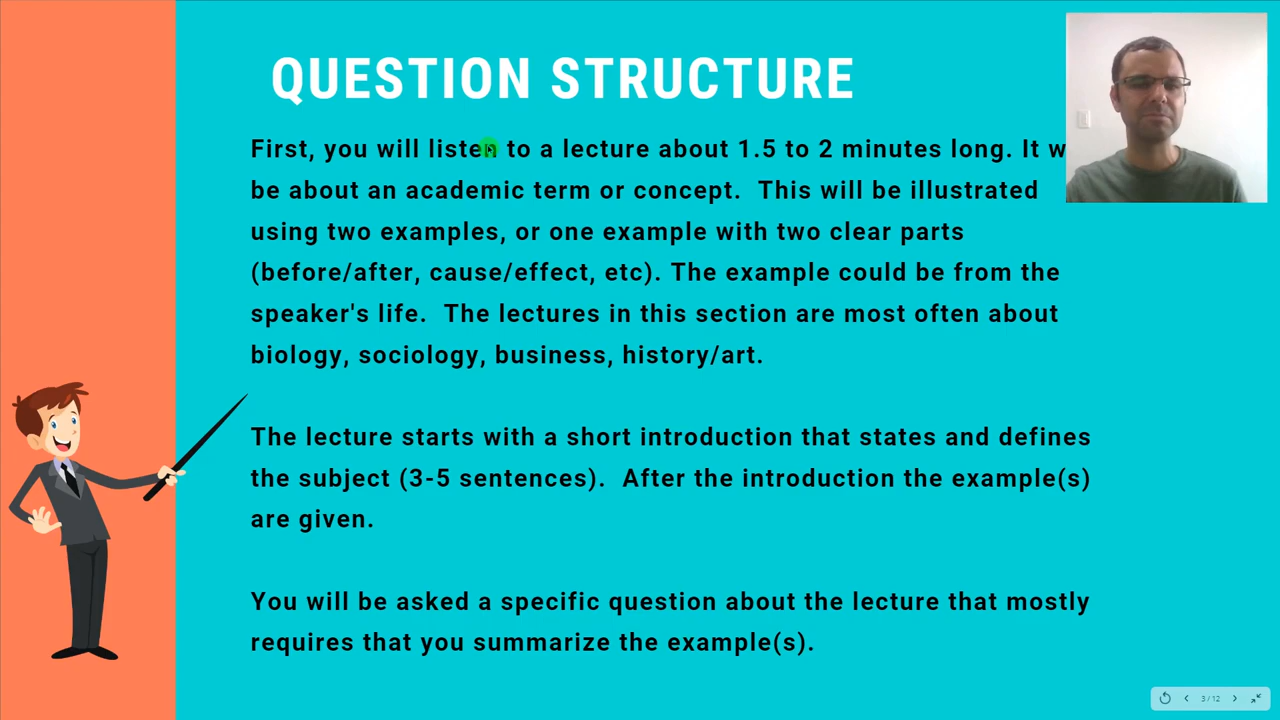 QUESTION STRUCTURE
First, you will listen to a lecture about 1.5 to 2 minutes long. It w
be about an academic term or concept. This will be illustrated
using two examples, or one example with two clear parts
(before/after, cause/effect, etc). The example could be from the
speaker's life. The lectures in this section are most often about
biology, sociology, business, history/art.
The lecture starts with a short introduction that states and defines
the subject (3-5 sentences). After the introduction the example(s)
are given.
You will be asked a specific question about the lecture that mostly
requires that you summarize the example(s).
3 / 12